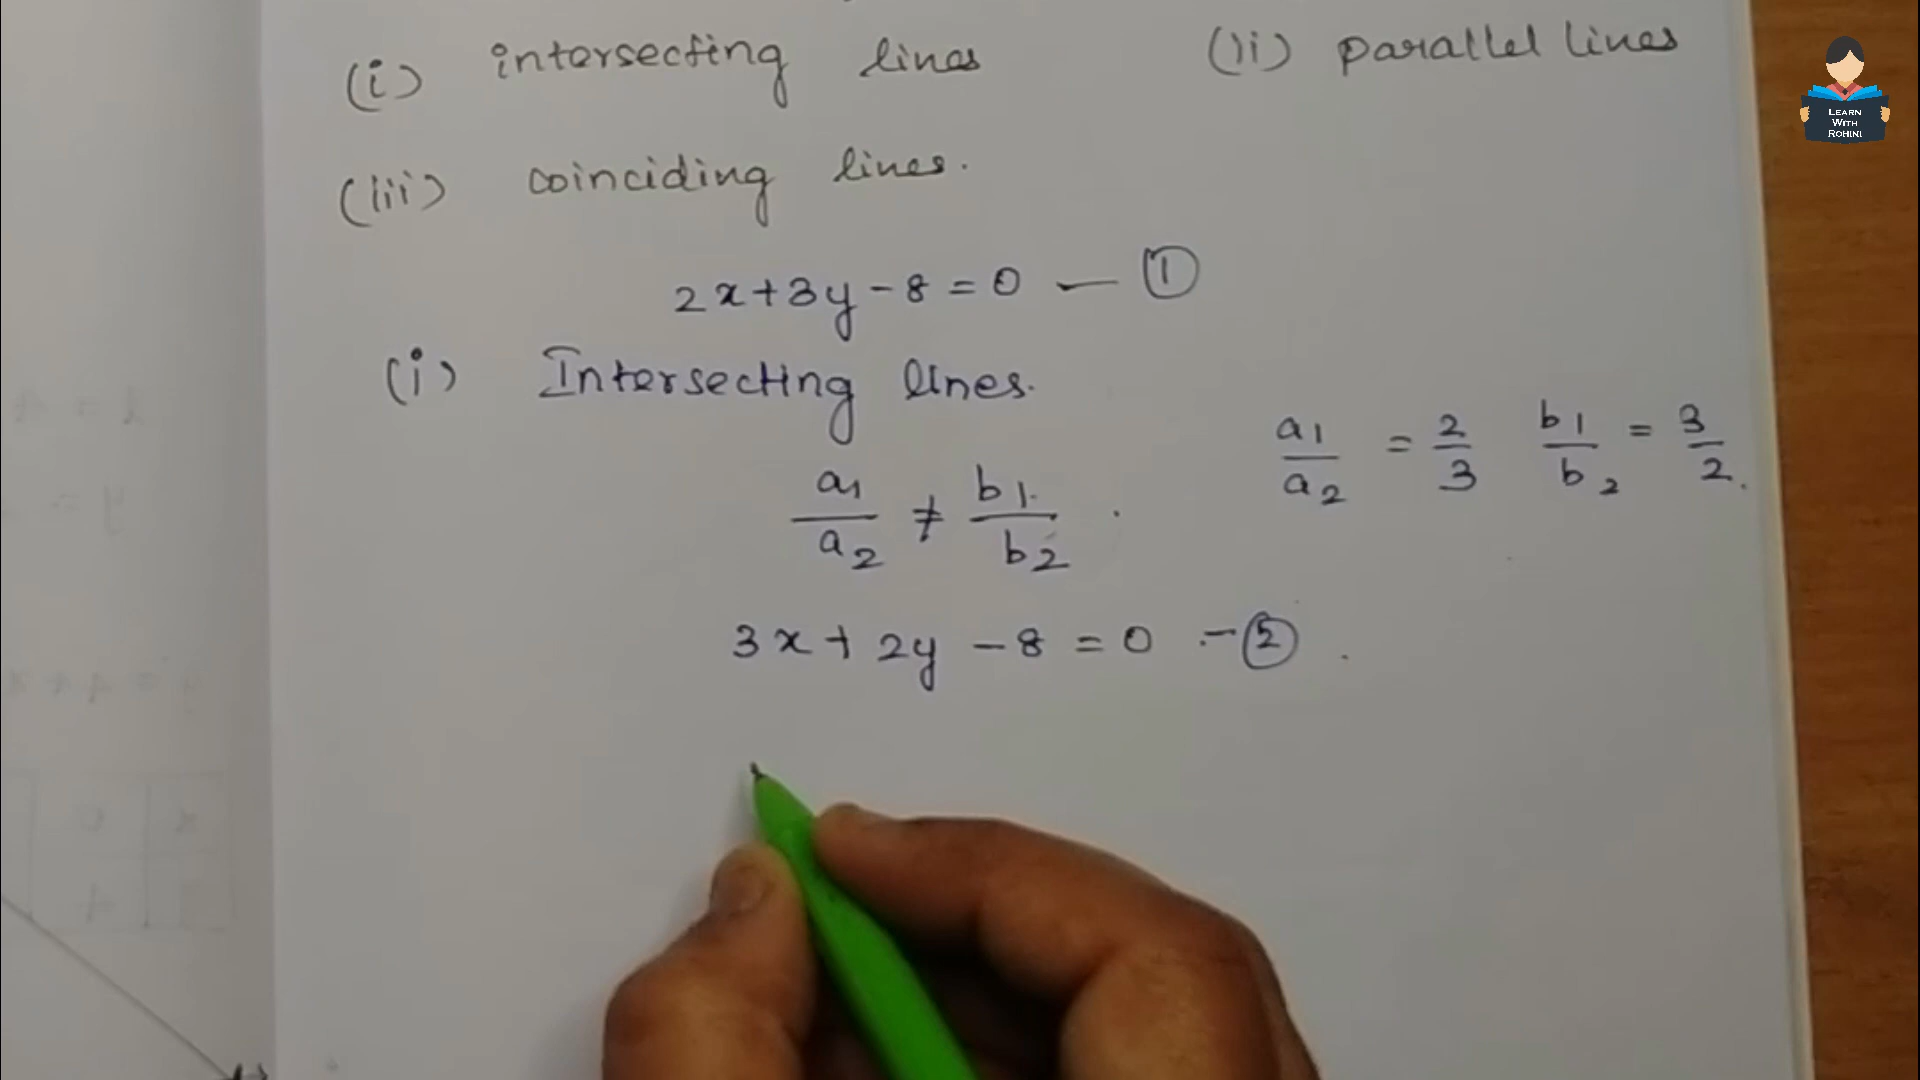 (i) intersecting lines (ii) parallel lines
(iii) coinciding lines.
2x+3y-8=0 — ①
(i) Intersecting lines.
a1/a2 = 2/3 b1/b2 = 3/2.
a1/a2 ≠ b1/b2.
3x+2y-8=0 -②.
LEARN
WITH
ROHINI